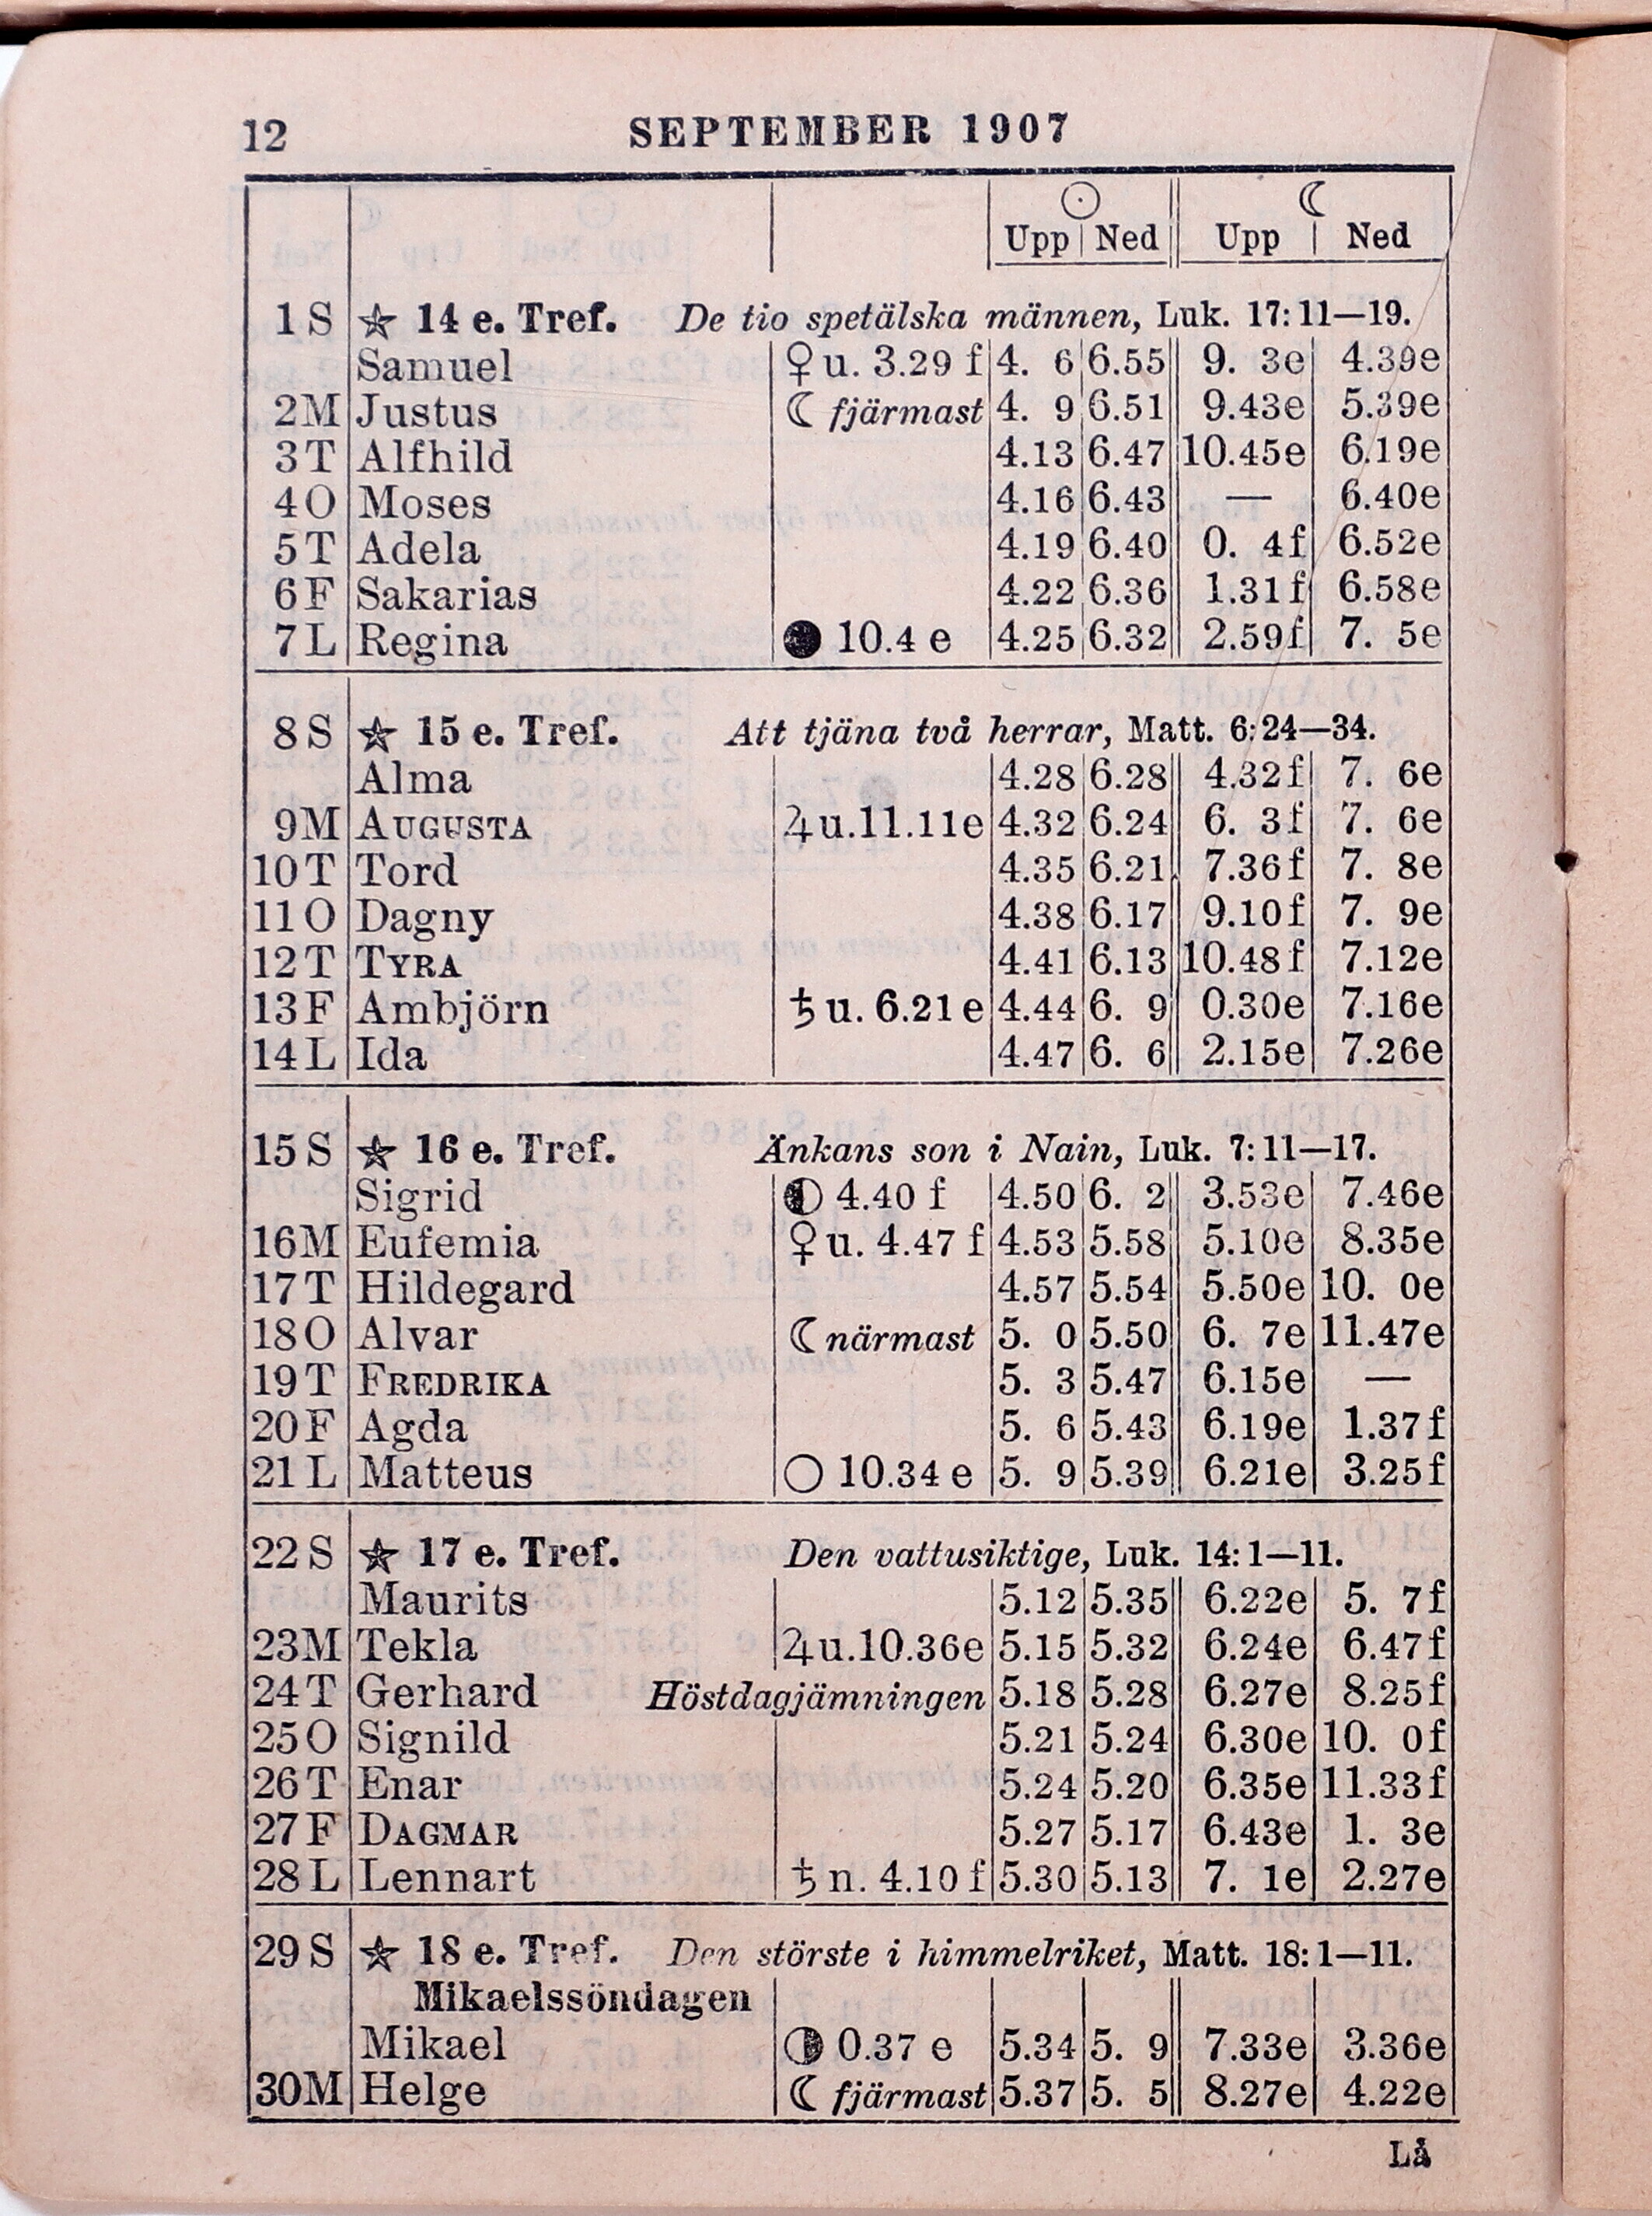 12 SEPTEMBER 1907
☉ ☾
Upp Ned Upp Ned
1 S ☆ 14 e. Tref. De tio spetälska männen, Luk. 17:11—19.
Samuel ♀ u. 3.29 f 4. 6 6.55 9. 3e 4.39e
2 M Justus ☾ fjärmast 4. 9 6.51 9.43e 5.39e
3 T Alfhild 4.13 6.47 10.45e 6.19e
4 O Moses 4.16 6.43 — 6.40e
5 T Adela 4.19 6.40 0. 4f 6.52e
6 F Sakarias 4.22 6.36 1.31f 6.58e
7 L Regina ● 10.4 e 4.25 6.32 2.59f 7. 5e
8 S ☆ 15 e. Tref. Att tjäna två herrar, Matt. 6:24—34.
Alma 4.28 6.28 4.32f 7. 6e
9 M AUGUSTA ♃ u.11.11e 4.32 6.24 6. 3f 7. 6e
10 T Tord 4.35 6.21 7.36f 7. 8e
11 O Dagny 4.38 6.17 9.10f 7. 9e
12 T TYRA 4.41 6.13 10.48f 7.12e
13 F Ambjörn ♄ u. 6.21e 4.44 6. 9 0.30e 7.16e
14 L Ida 4.47 6. 6 2.15e 7.26e
15 S ☆ 16 e. Tref. Änkans son i Nain, Luk. 7:11—17.
Sigrid ◐ 4.40 f 4.50 6. 2 3.53e 7.46e
16 M Eufemia ♀ u. 4.47 f 4.53 5.58 5.10e 8.35e
17 T Hildegard 4.57 5.54 5.50e 10. 0e
18 O Alvar ☾ närmast 5. 0 5.50 6. 7e 11.47e
19 T FREDRIKA 5. 3 5.47 6.15e —
20 F Agda 5. 6 5.43 6.19e 1.37f
21 L Matteus ○ 10.34 e 5. 9 5.39 6.21e 3.25f
22 S ☆ 17 e. Tref. Den vattusiktige, Luk. 14:1—11.
Maurits 5.12 5.35 6.22e 5. 7f
23 M Tekla ♃ u.10.36e 5.15 5.32 6.24e 6.47f
24 T Gerhard Höstdagjämningen 5.18 5.28 6.27e 8.25f
25 O Signild 5.21 5.24 6.30e 10. 0f
26 T Enar 5.24 5.20 6.35e 11.33f
27 F DAGMAR 5.27 5.17 6.43e 1. 3e
28 L Lennart ♄ n. 4.10 f 5.30 5.13 7. 1e 2.27e
29 S ☆ 18 e. Tref. Den störste i himmelriket, Matt. 18:1—11.
Mikaelssöndagen
Mikael ◑ 0.37 e 5.34 5. 9 7.33e 3.36e
30 M Helge ☾ fjärmast 5.37 5. 5 8.27e 4.22e
Lå